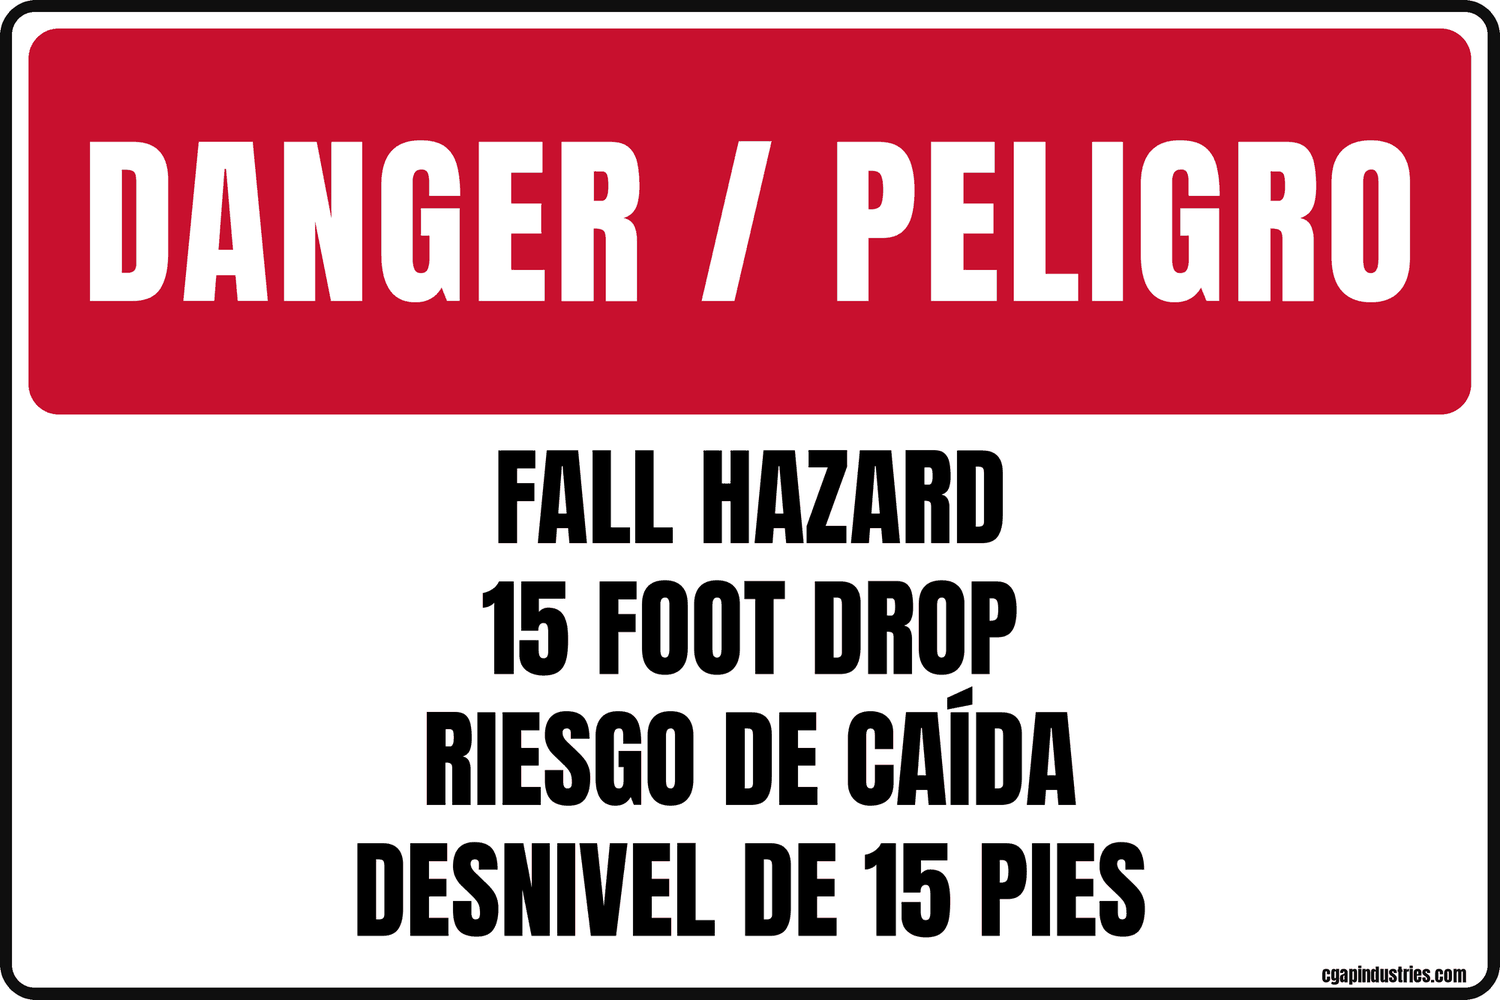 DANGER / PELIGRO
FALL HAZARD
15 FOOT DROP
RIESGO DE CAÍDA
DESNIVEL DE 15 PIES
cgapindustries.com